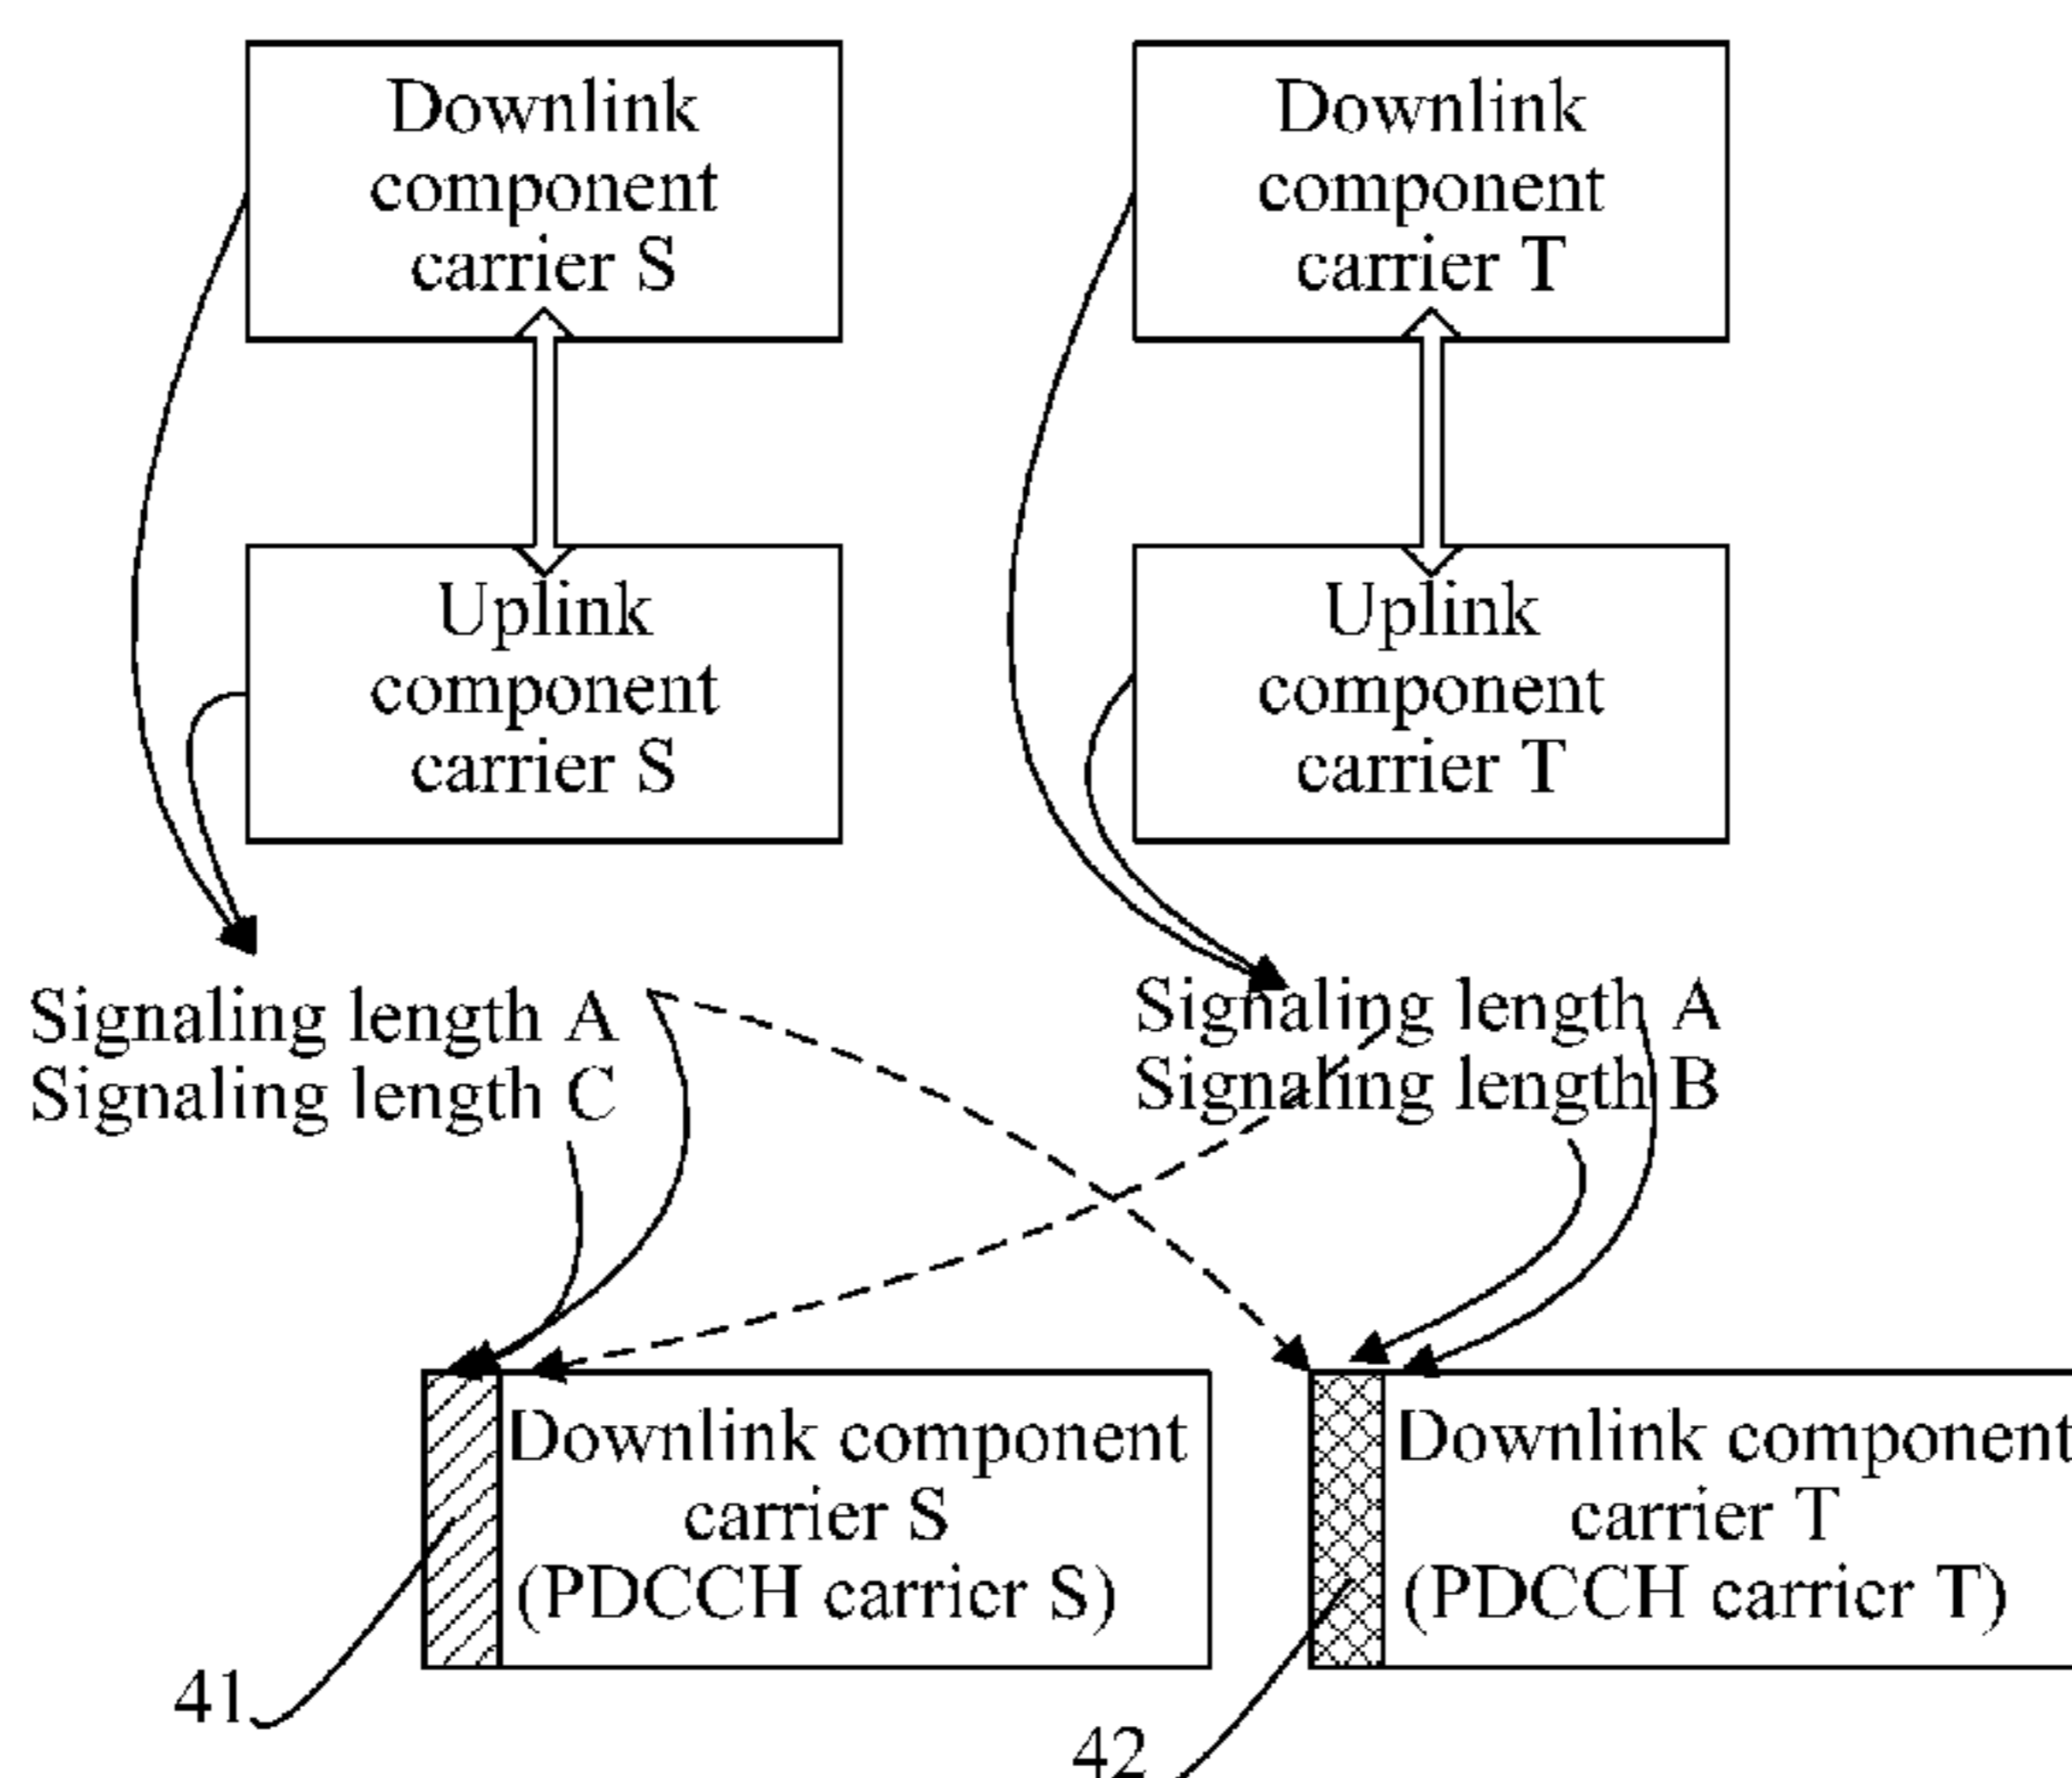 Downlink
component
carrier S
Downlink
component
carrier T
Uplink
component
carrier S
Uplink
component
carrier T
Signaling length A
Signaling length C
Signaling length A
Signaling length B
Downlink component
carrier S
(PDCCH carrier S)
Downlink component
carrier T
(PDCCH carrier T)
41
42